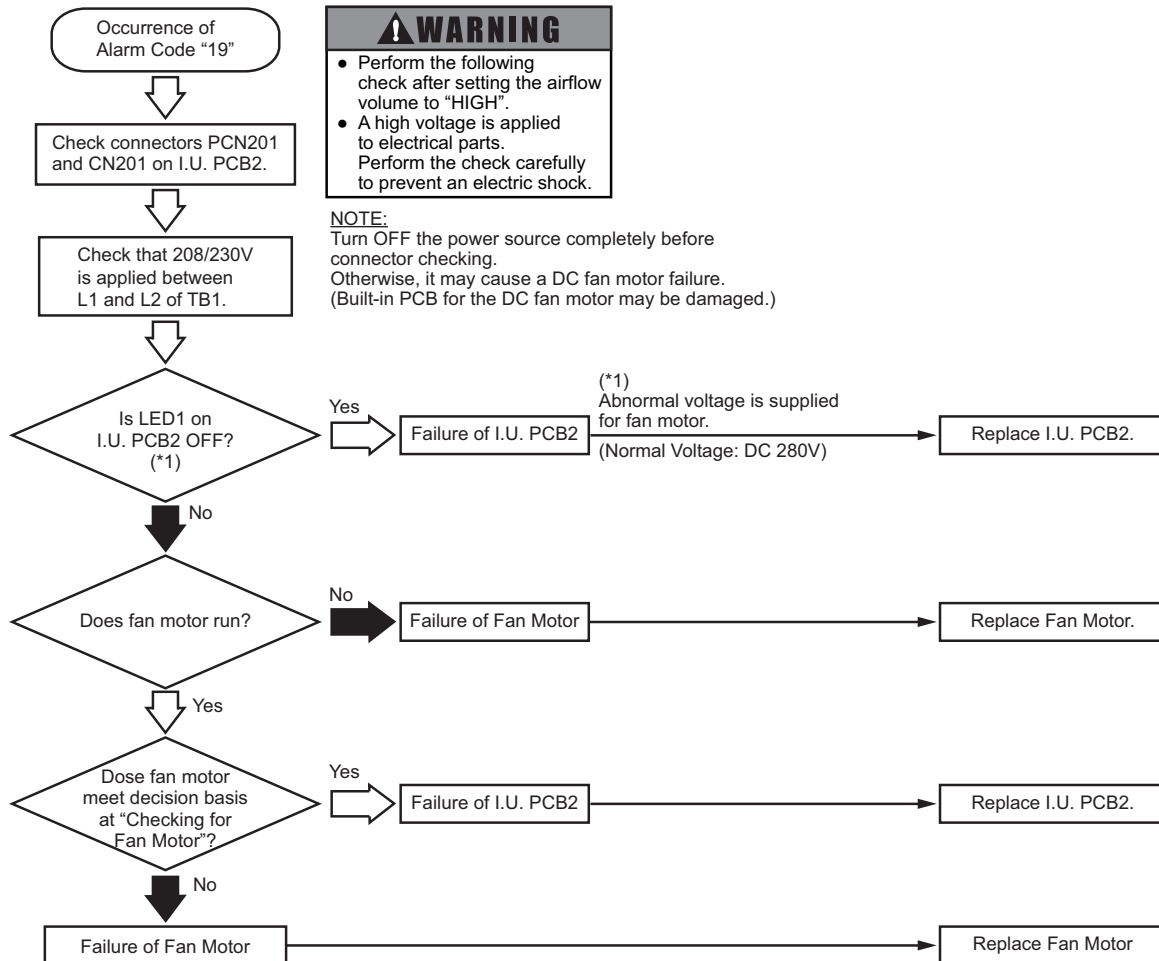 Occurrence of
Alarm Code “19”
WARNING
● Perform the following
check after setting the airflow
volume to “HIGH”.
● A high voltage is applied
to electrical parts.
Perform the check carefully
to prevent an electric shock.
Check connectors PCN201
and CN201 on I.U. PCB2.
NOTE:
Turn OFF the power source completely before
connector checking.
Otherwise, it may cause a DC fan motor failure.
(Built-in PCB for the DC fan motor may be damaged.)
Check that 208/230V
is applied between
L1 and L2 of TB1.
Is LED1 on
I.U. PCB2 OFF?
(*1)
Yes
Failure of I.U. PCB2
(*1)
Abnormal voltage is supplied
for fan motor.
(Normal Voltage: DC 280V)
Replace I.U. PCB2.
No
Does fan motor run?
No
Failure of Fan Motor
Replace Fan Motor.
Yes
Dose fan motor
meet decision basis
at “Checking for
Fan Motor”?
Yes
Failure of I.U. PCB2
Replace I.U. PCB2.
No
Failure of Fan Motor
Replace Fan Motor